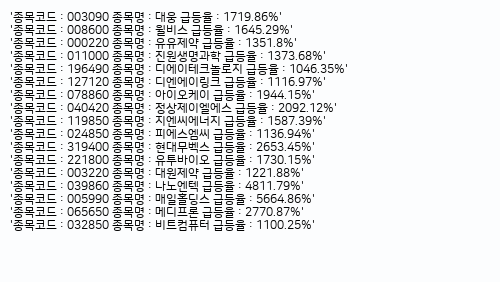 '종목코드 : 003090 종목명 : 대웅 급등율 : 1719.86%'
'종목코드 : 008600 종목명 : 윌비스 급등율 : 1645.29%'
'종목코드 : 000220 종목명 : 유유제약 급등율 : 1351.8%'
'종목코드 : 011000 종목명 : 진원생명과학 급등율 : 1373.68%'
'종목코드 : 196490 종목명 : 디에이테크놀로지 급등율 : 1046.35%'
'종목코드 : 127120 종목명 : 디엔에이링크 급등율 : 1116.97%'
'종목코드 : 078860 종목명 : 아이오케이 급등율 : 1944.15%'
'종목코드 : 040420 종목명 : 정상제이엘에스 급등율 : 2092.12%'
'종목코드 : 119850 종목명 : 지엔씨에너지 급등율 : 1587.39%'
'종목코드 : 024850 종목명 : 피에스엠씨 급등율 : 1136.94%'
'종목코드 : 319400 종목명 : 현대무벡스 급등율 : 2653.45%'
'종목코드 : 221800 종목명 : 유투바이오 급등율 : 1730.15%'
'종목코드 : 003220 종목명 : 대원제약 급등율 : 1221.88%'
'종목코드 : 039860 종목명 : 나노엔텍 급등율 : 4811.79%'
'종목코드 : 005990 종목명 : 매일홀딩스 급등율 : 5664.86%'
'종목코드 : 065650 종목명 : 메디프론 급등율 : 2770.87%'
'종목코드 : 032850 종목명 : 비트컴퓨터 급등율 : 1100.25%'